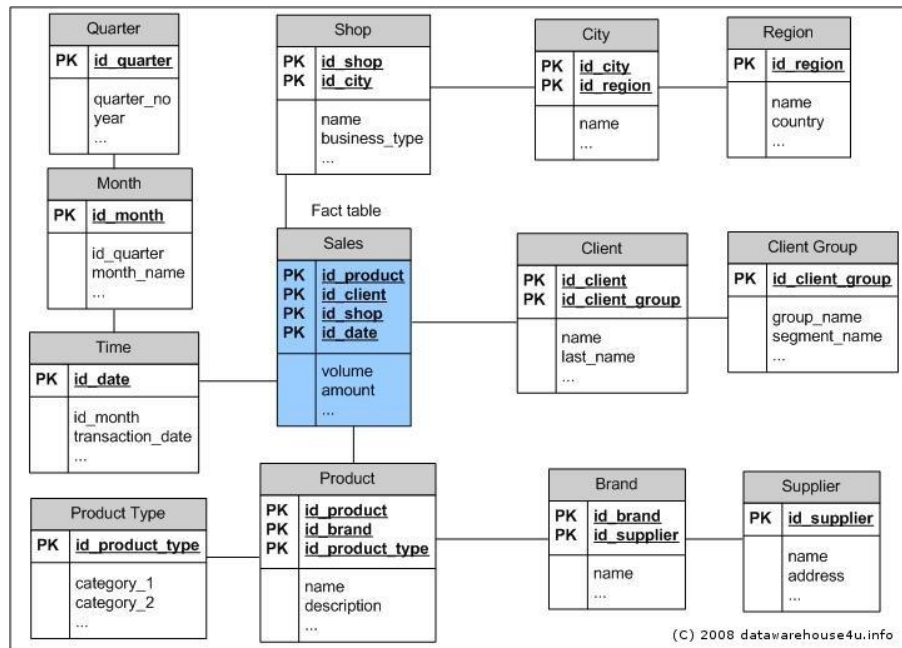 Quarter
PK id_quarter
quarter_no
year
...
Shop
PK id_shop
PK id_city
name
business_type
...
City
PK id_city
PK id_region
name
...
Region
PK id_region
name
country
...
Month
PK id_month
id_quarter
month_name
...
Fact table
Sales
PK id_product
PK id_client
PK id_shop
PK id_date
volume
amount
...
Client
PK id_client
PK id_client_group
name
last_name
...
Client Group
PK id_client_group
group_name
segment_name
...
Time
PK id_date
id_month
transaction_date
...
Product Type
PK id_product_type
category_1
category_2
...
Product
PK id_product
PK id_brand
PK id_product_type
name
description
...
Brand
PK id_brand
PK id_supplier
name
...
Supplier
PK id_supplier
name
address
...
(C) 2008 datawarehouse4u.info